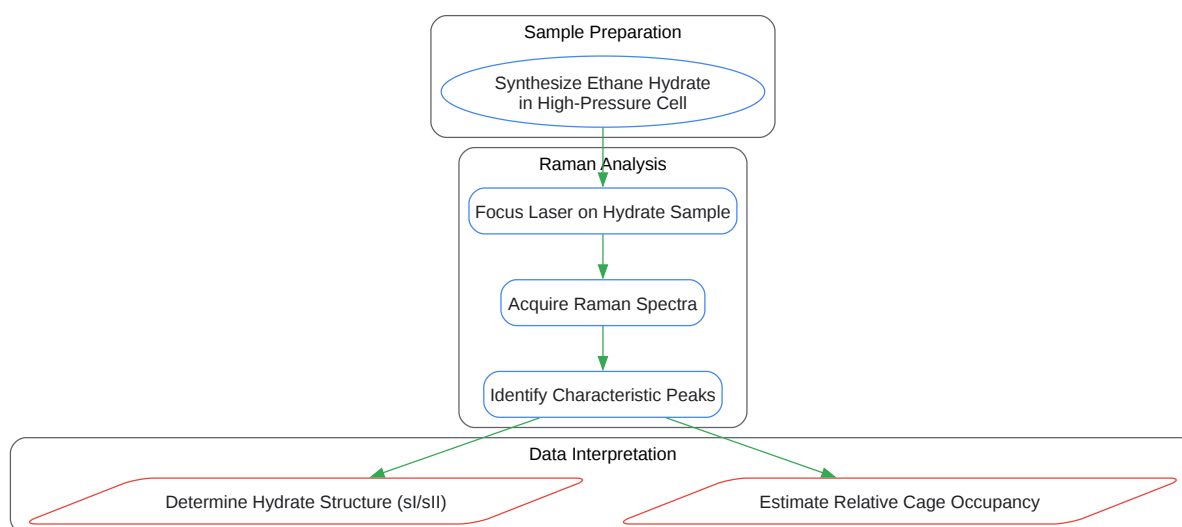 Sample Preparation
Synthesize Ethane Hydrate
in High-Pressure Cell
Raman Analysis
Focus Laser on Hydrate Sample
Acquire Raman Spectra
Identify Characteristic Peaks
Data Interpretation
Determine Hydrate Structure (sI/sII)
Estimate Relative Cage Occupancy